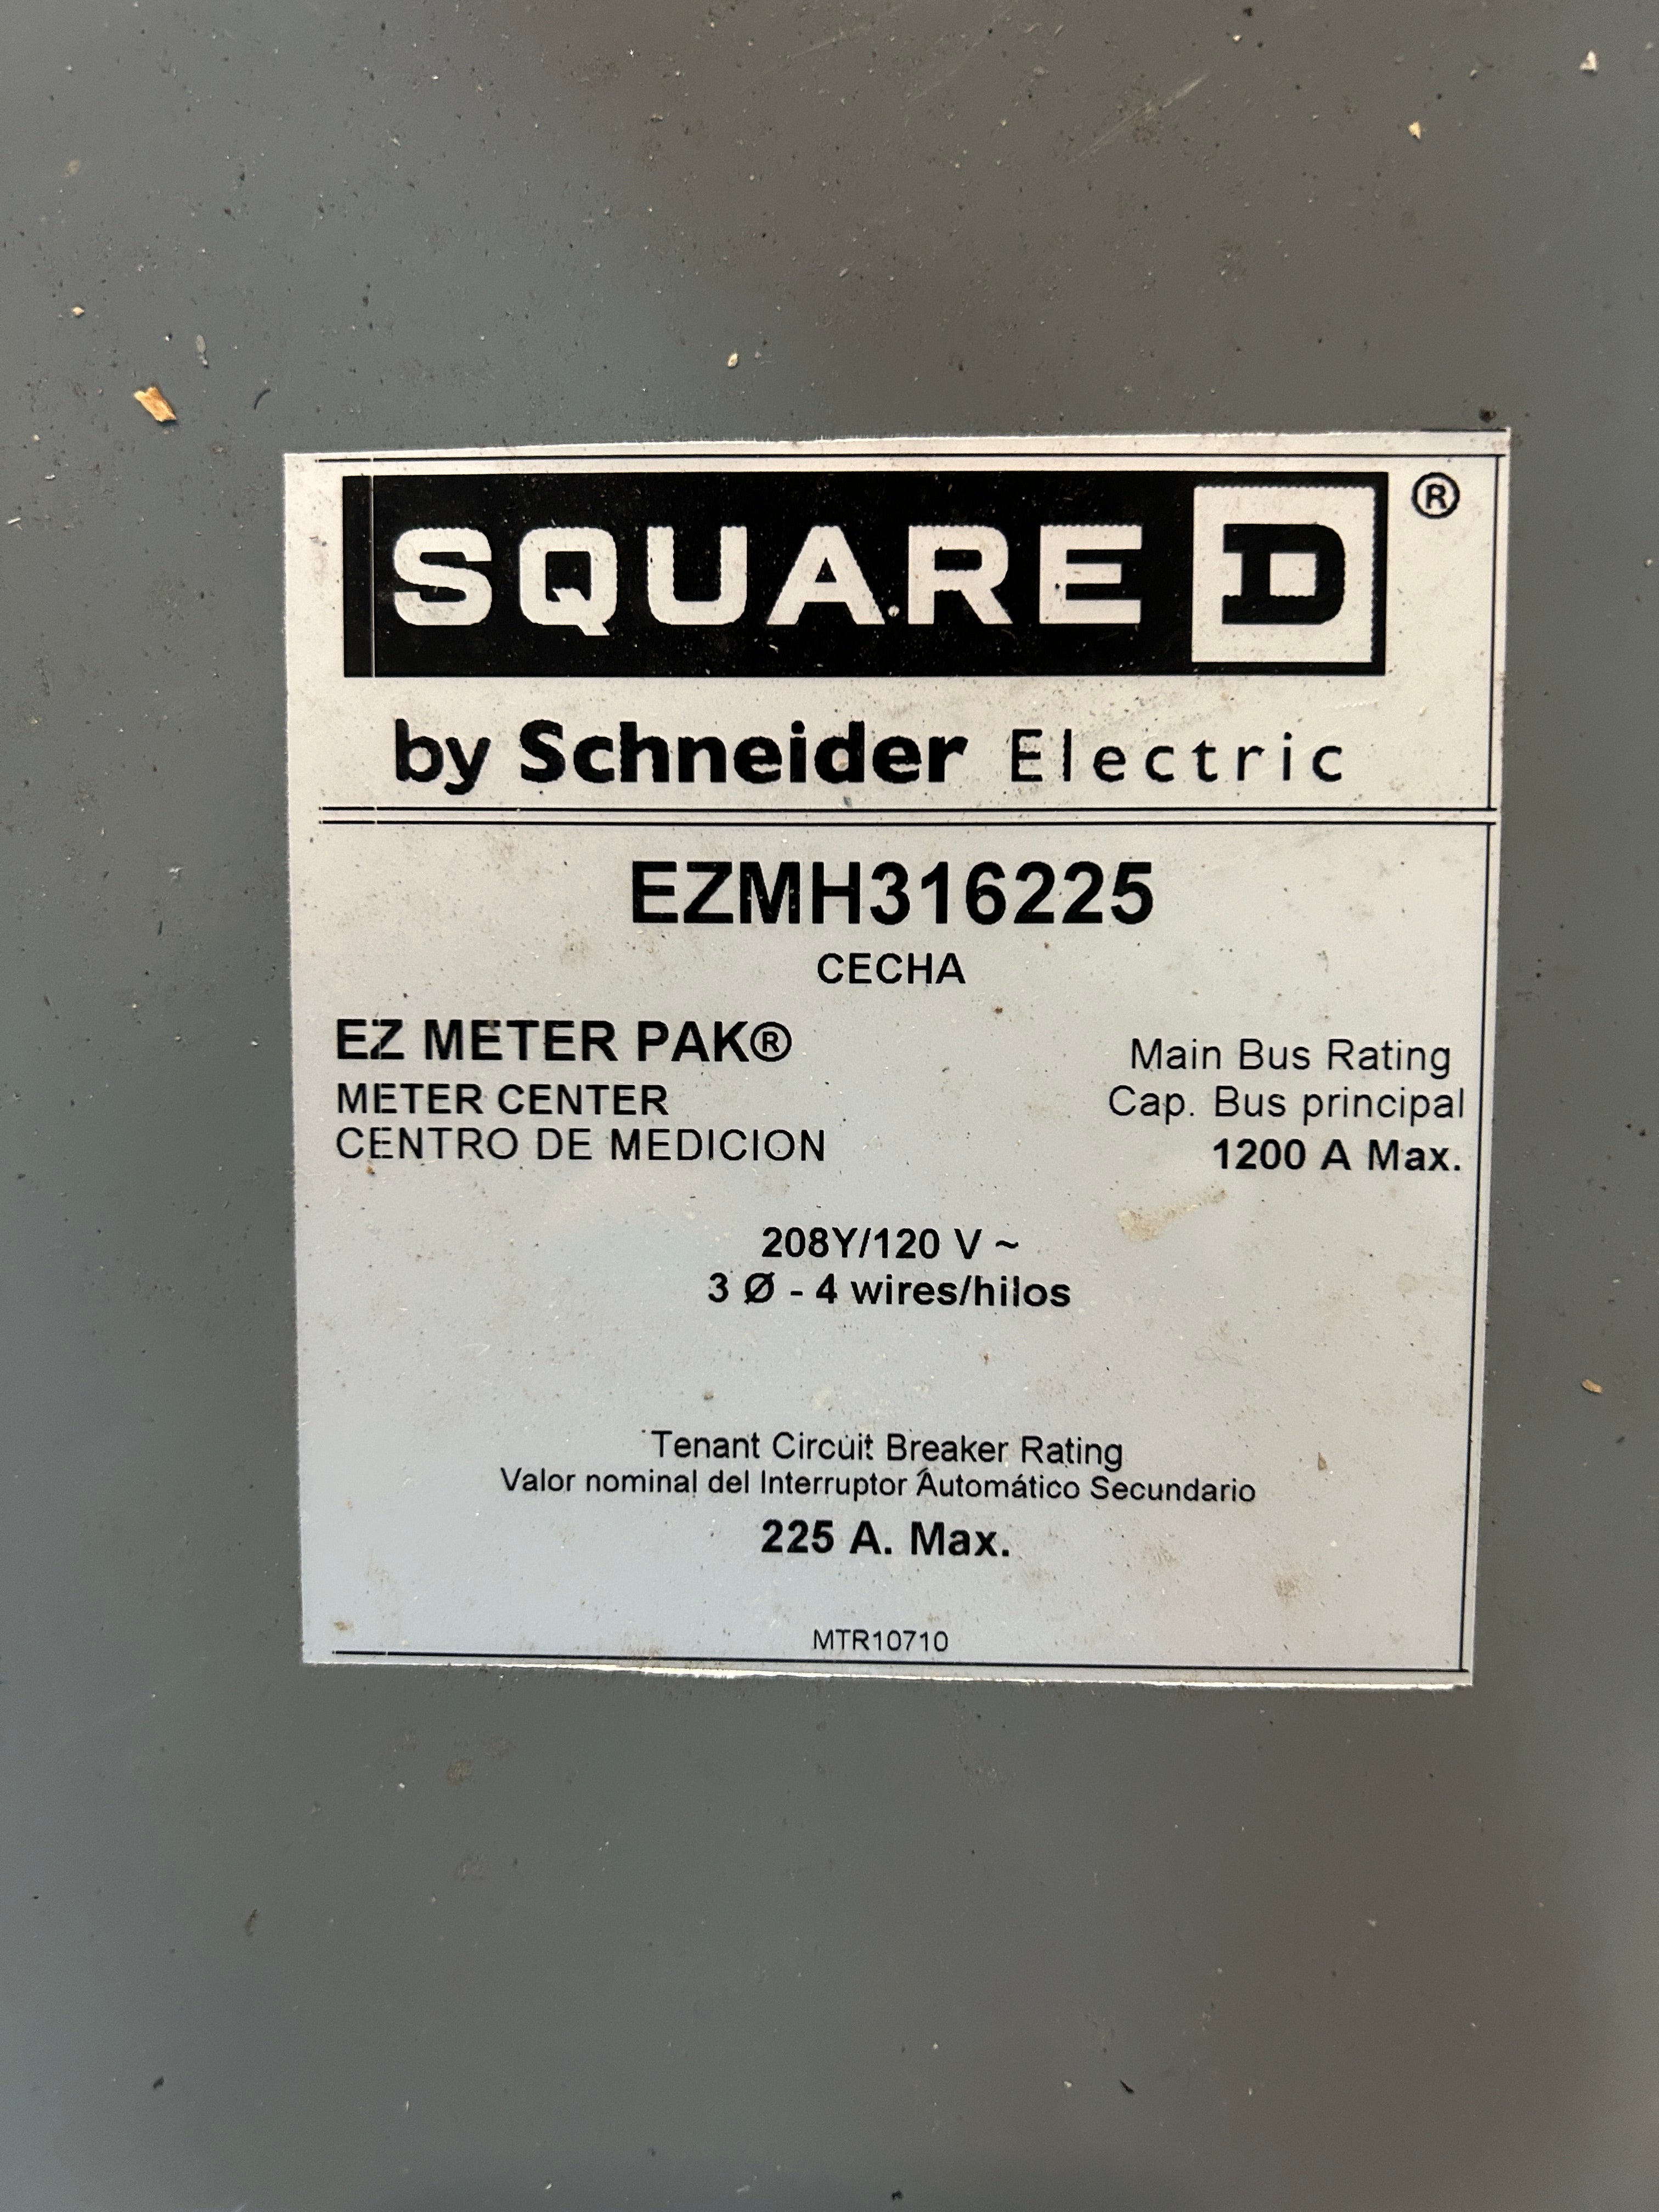 SQUARE D ®
by Schneider Electric
EZMH316225
CECHA
EZ METER PAK®
METER CENTER
CENTRO DE MEDICION
Main Bus Rating
Cap. Bus principal
1200 A Max.
208Y/120 V ~
3 Ø - 4 wires/hilos
Tenant Circuit Breaker Rating
Valor nominal del Interruptor Automático Secundario
225 A. Max.
MTR10710